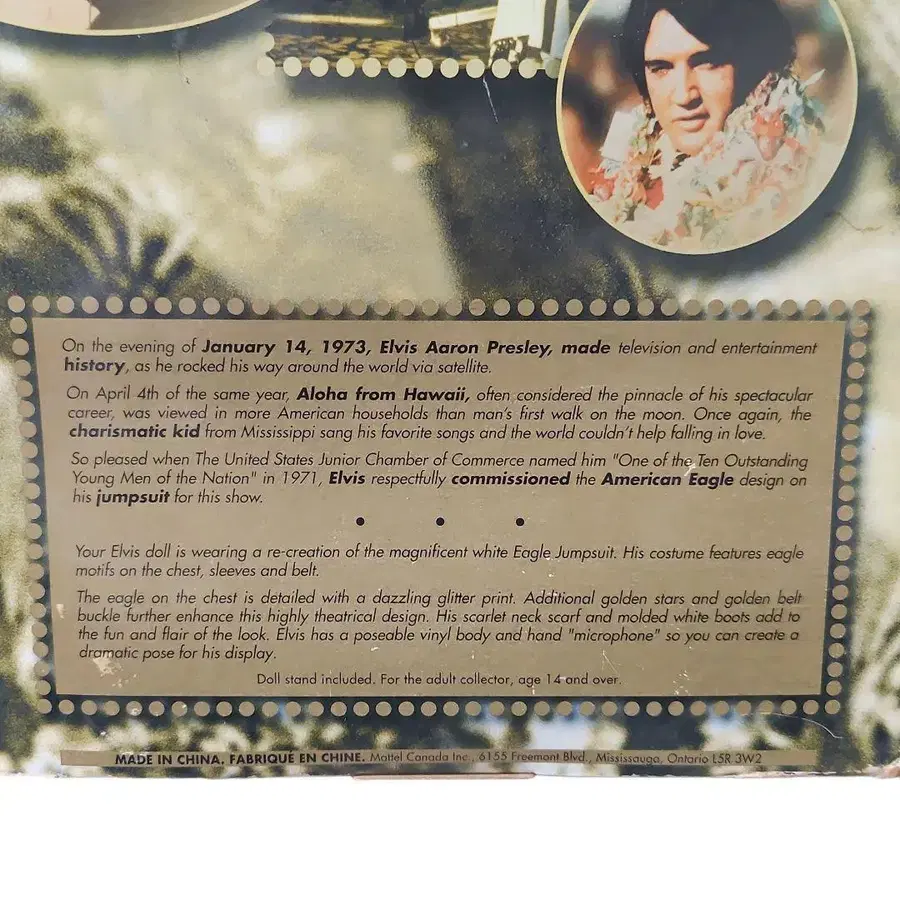 On the evening of January 14, 1973, Elvis Aaron Presley, made television and entertainment
history, as he rocked his way around the world via satellite.
On April 4th of the same year, Aloha from Hawaii, often considered the pinnacle of his spectacular
career, was viewed in more American households than man's first walk on the moon. Once again, the
charismatic kid from Mississippi sang his favorite songs and the world couldn't help falling in love.
So pleased when The United States Junior Chamber of Commerce named him "One of the Ten Outstanding
Young Men of the Nation" in 1971, Elvis respectfully commissioned the American Eagle design on
his jumpsuit for this show.
• • •
Your Elvis doll is wearing a re-creation of the magnificent white Eagle Jumpsuit. His costume features eagle
motifs on the chest, sleeves and belt.
The eagle on the chest is detailed with a dazzling glitter print. Additional golden stars and golden belt
buckle further enhance this highly theatrical design. His scarlet neck scarf and molded white boots add to
the fun and flair of the look. Elvis has a poseable vinyl body and hand "microphone" so you can create a
dramatic pose for his display.
Doll stand included. For the adult collector, age 14 and over.
MADE IN CHINA. FABRIQUÉ EN CHINE. Mattel Canada Inc., 6155 Freemont Blvd., Mississauga, Ontario L5R 3W2